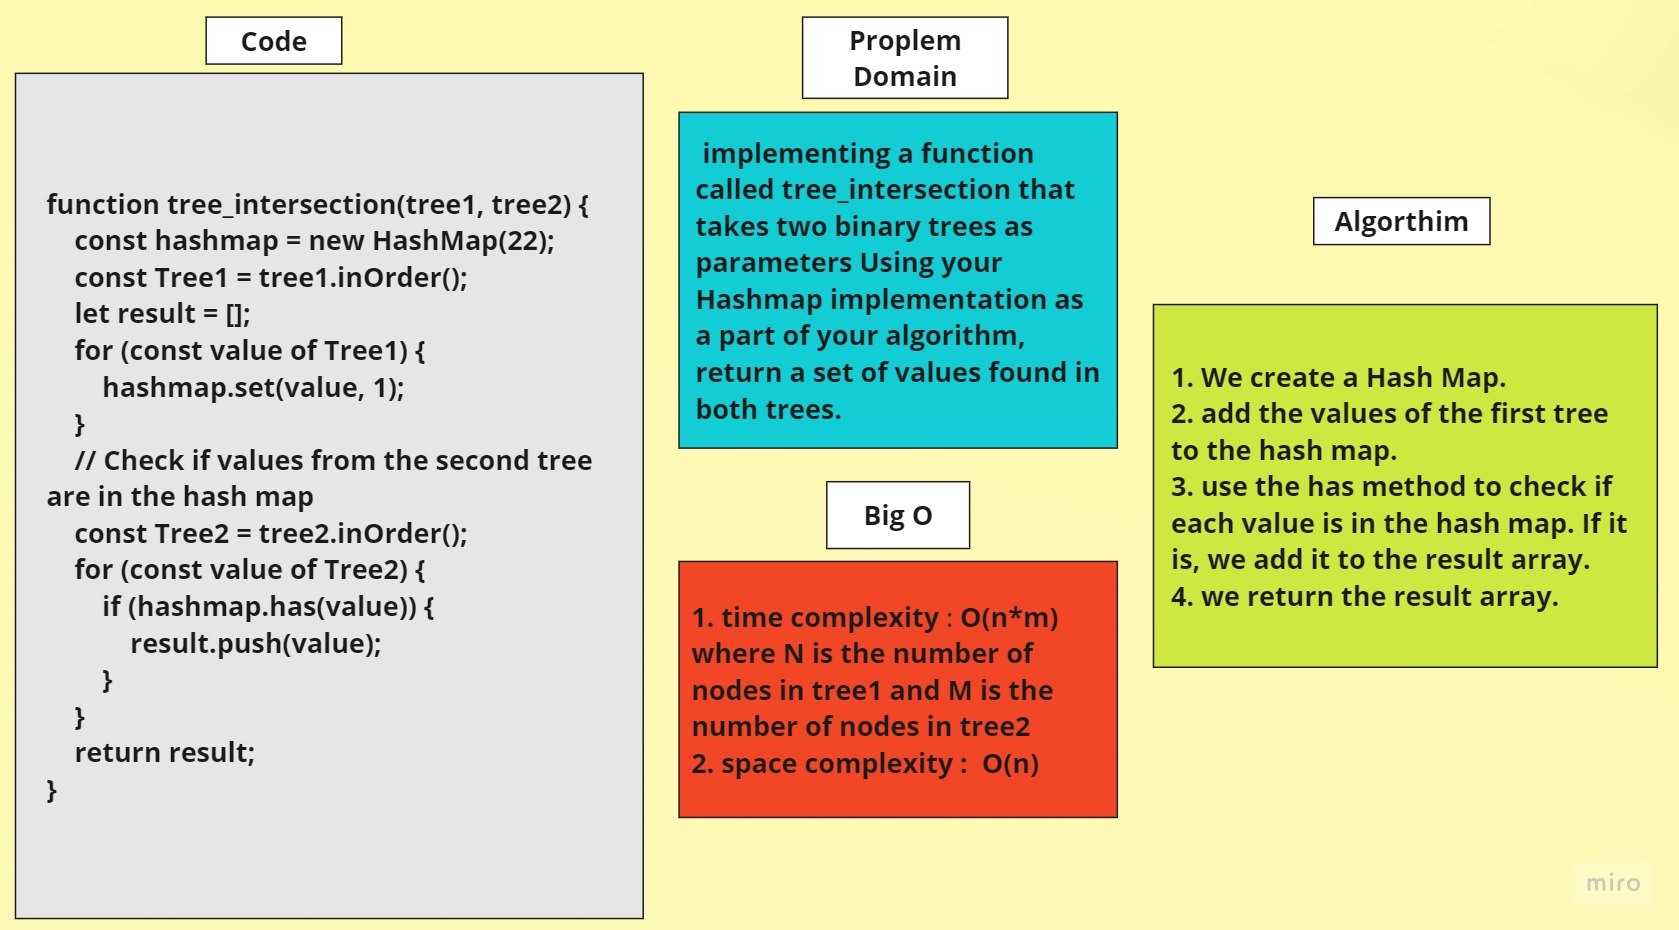 Code
function tree_intersection(tree1, tree2) {
const hashmap = new HashMap(22);
const Tree1 = tree1.inOrder();
let result = [];
for (const value of Tree1) {
hashmap.set(value, 1);
}
// Check if values from the second tree
are in the hash map
const Tree2 = tree2.inOrder();
for (const value of Tree2) {
if (hashmap.has(value)) {
result.push(value);
}
}
return result;
}
Proplem
Domain
implementing a function
called tree_intersection that
takes two binary trees as
parameters Using your
Hashmap implementation as
a part of your algorithm,
return a set of values found in
both trees.
Big O
1. time complexity : O(n*m)
where N is the number of
nodes in tree1 and M is the
number of nodes in tree2
2. space complexity :  O(n)
Algorthim
1. We create a Hash Map.
2. add the values of the first tree
to the hash map.
3. use the has method to check if
each value is in the hash map. If it
is, we add it to the result array.
4. we return the result array.
miro